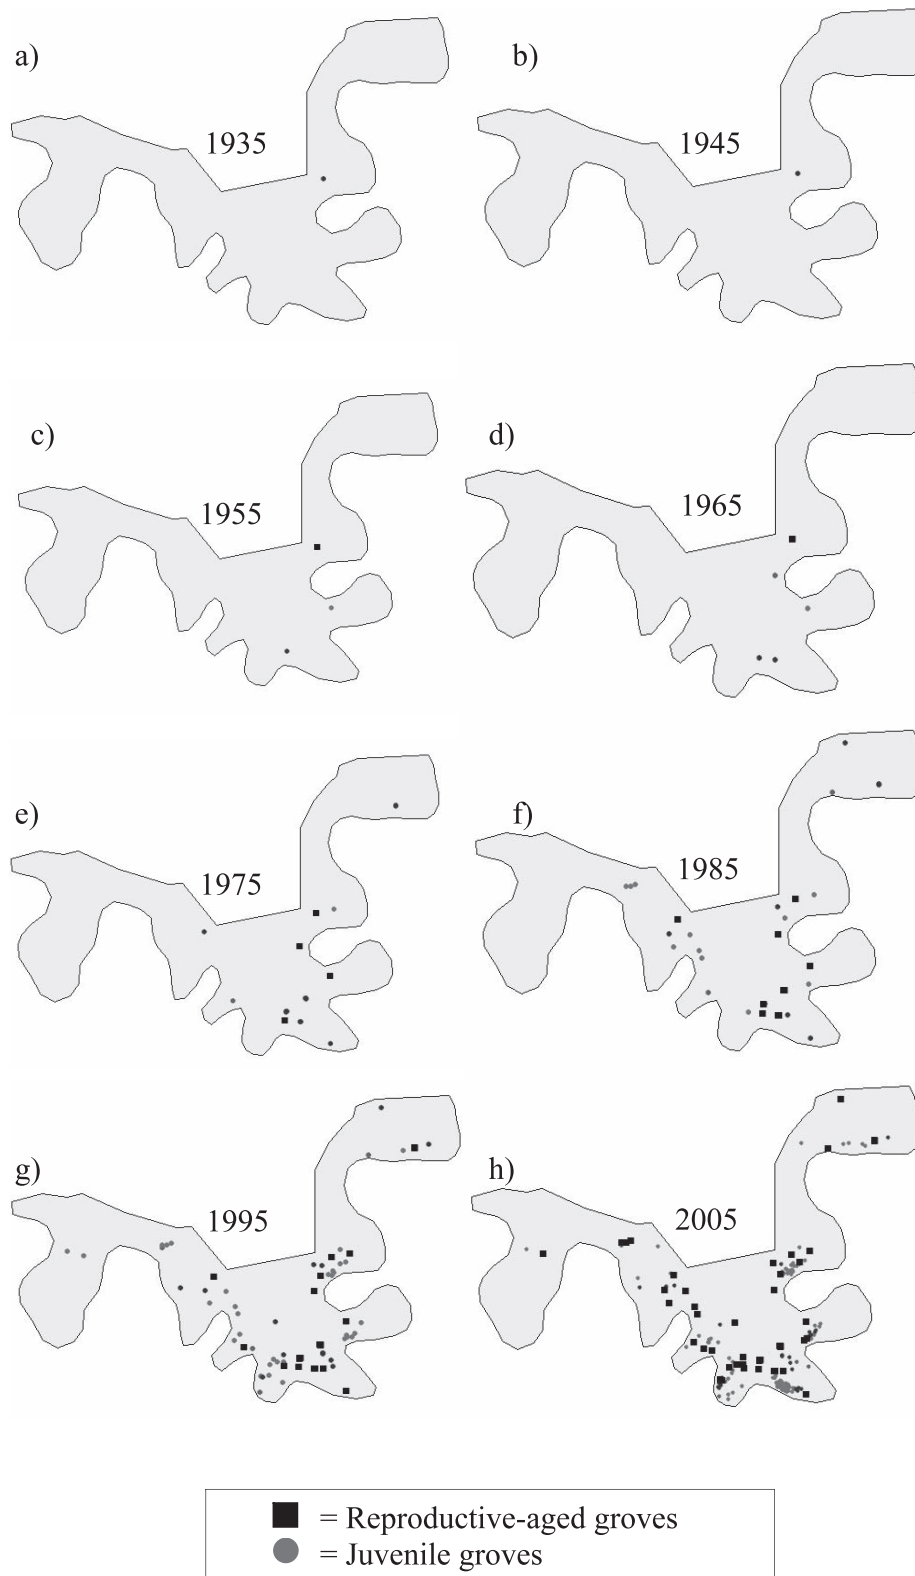 a)
1935
b)
1945
c)
1955
d)
1965
e)
1975
f)
1985
g)
1995
h)
2005
= Reproductive-aged groves
= Juvenile groves